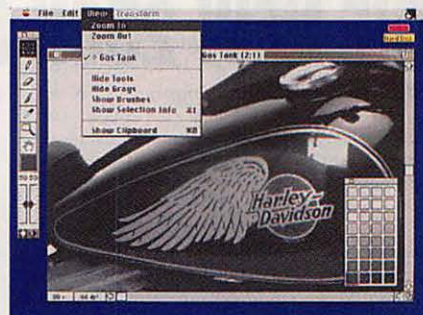 File Edit View Transform
Zoom In
Zoom Out
Gas Tank
Hide Tools
Hide Grays
Show Brushes
Show Selection Info ⌘I
Show Clipboard
Gas Tank (2:1)
Harley-
Davidson